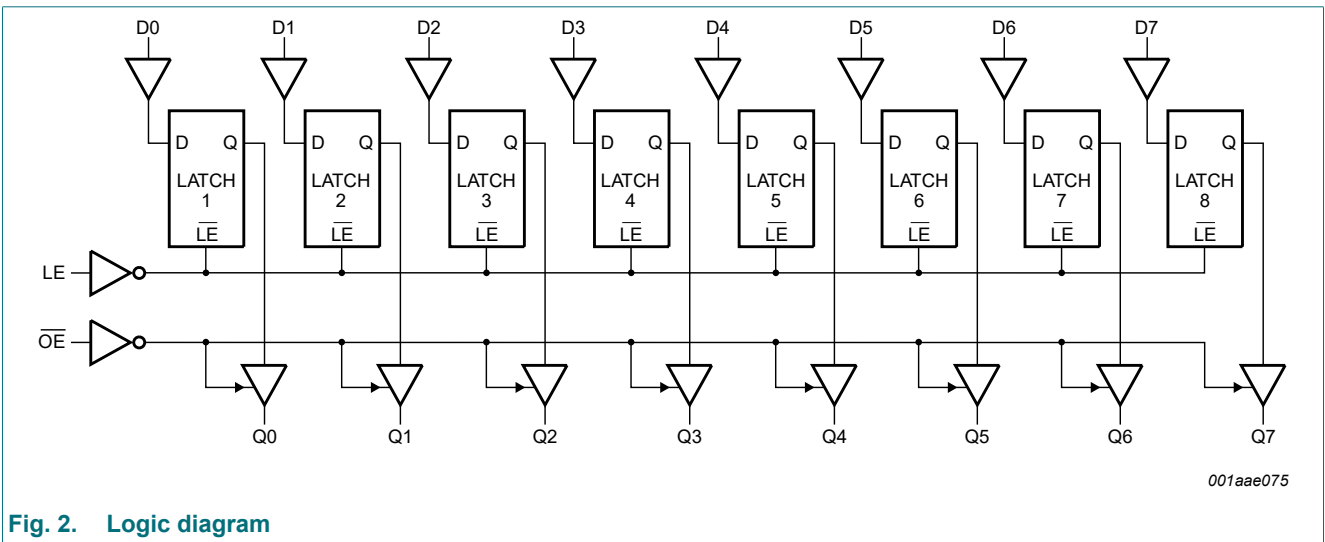 D0 D1 D2 D3 D4 D5 D6 D7
D Q D Q D Q D Q D Q D Q D Q D Q
LATCH LATCH LATCH LATCH LATCH LATCH LATCH LATCH
1 2 3 4 5 6 7 8
L̅E̅ L̅E̅ L̅E̅ L̅E̅ L̅E̅ L̅E̅ L̅E̅ L̅E̅
LE
O̅E̅
Q0 Q1 Q2 Q3 Q4 Q5 Q6 Q7
001aae075
Fig. 2. Logic diagram